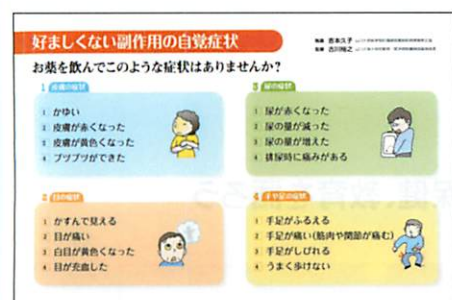 好ましくない副作用の自覚症状
お薬を飲んでこのような症状はありませんか?
1 皮膚の症状
1 かゆい
2 皮膚が赤くなった
3 皮膚が黄色くなった
4 ブツブツができた
3 尿の症状
1 尿が赤くなった
2 尿の量が減った
3 尿の量が増えた
4 排尿時に痛みがある
2 目の症状
1 かすんで見える
2 目が痛い
3 白目が黄色くなった
4 目が充血した
4 手や足の症状
1 手足がふるえる
2 手足が痛い(筋肉や関節が痛む)
3 手足がしびれる
4 うまく歩けない